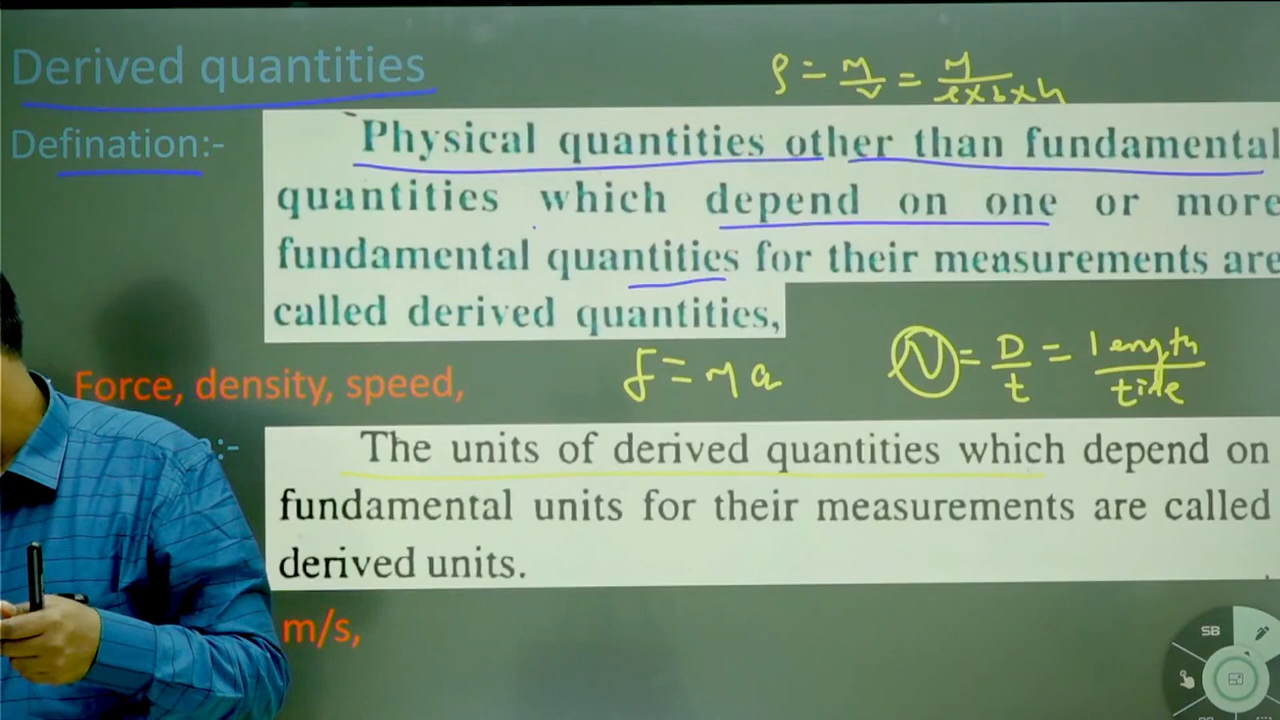 Derived quantities
ρ = M/V = M/l×b×h
Defination:-
Physical quantities other than fundamental
quantities which depend on one or more
fundamental quantities for their measurements are
called derived quantities,
Force, density, speed,
F = ma
V = D/t = length/time
:-
The units of derived quantities which depend on
fundamental units for their measurements are called
derived units.
m/s,
SB